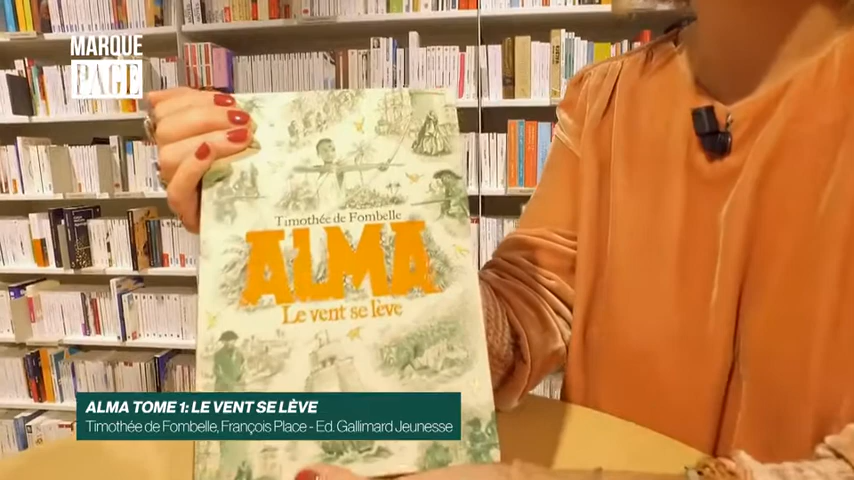 MARQUE
PAGE
Timothée de Fombelle
ALMA
Le vent se lève
ALMA TOME 1: LE VENT SE LÈVE
Timothée de Fombelle, François Place - Ed. Gallimard Jeunesse